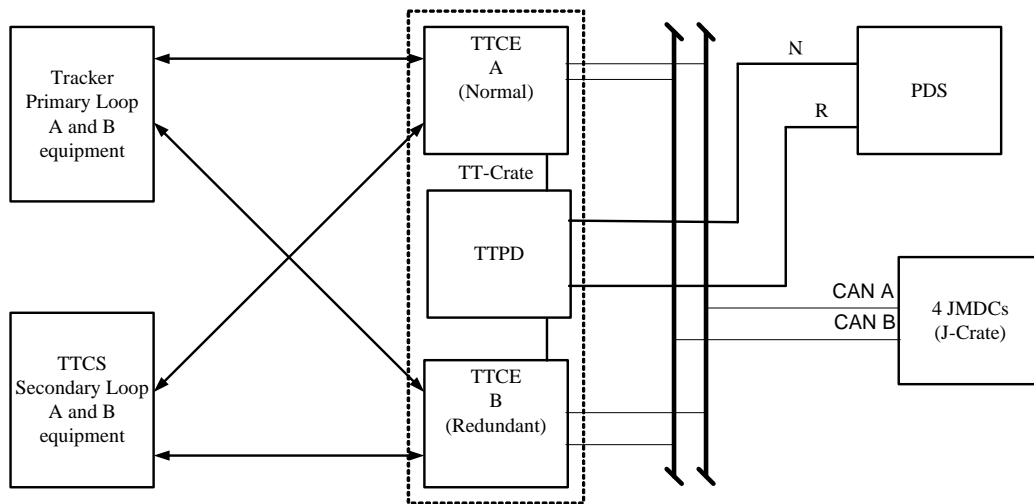 Tracker
Primary Loop
A and B
equipment
TTCE
A
(Normal)
TT-Crate
TTPD
TTCE
B
(Redundant)
TTCS
Secondary Loop
A and B
equipment
N
R
PDS
CAN A
CAN B
4 JMDCs
(J-Crate)